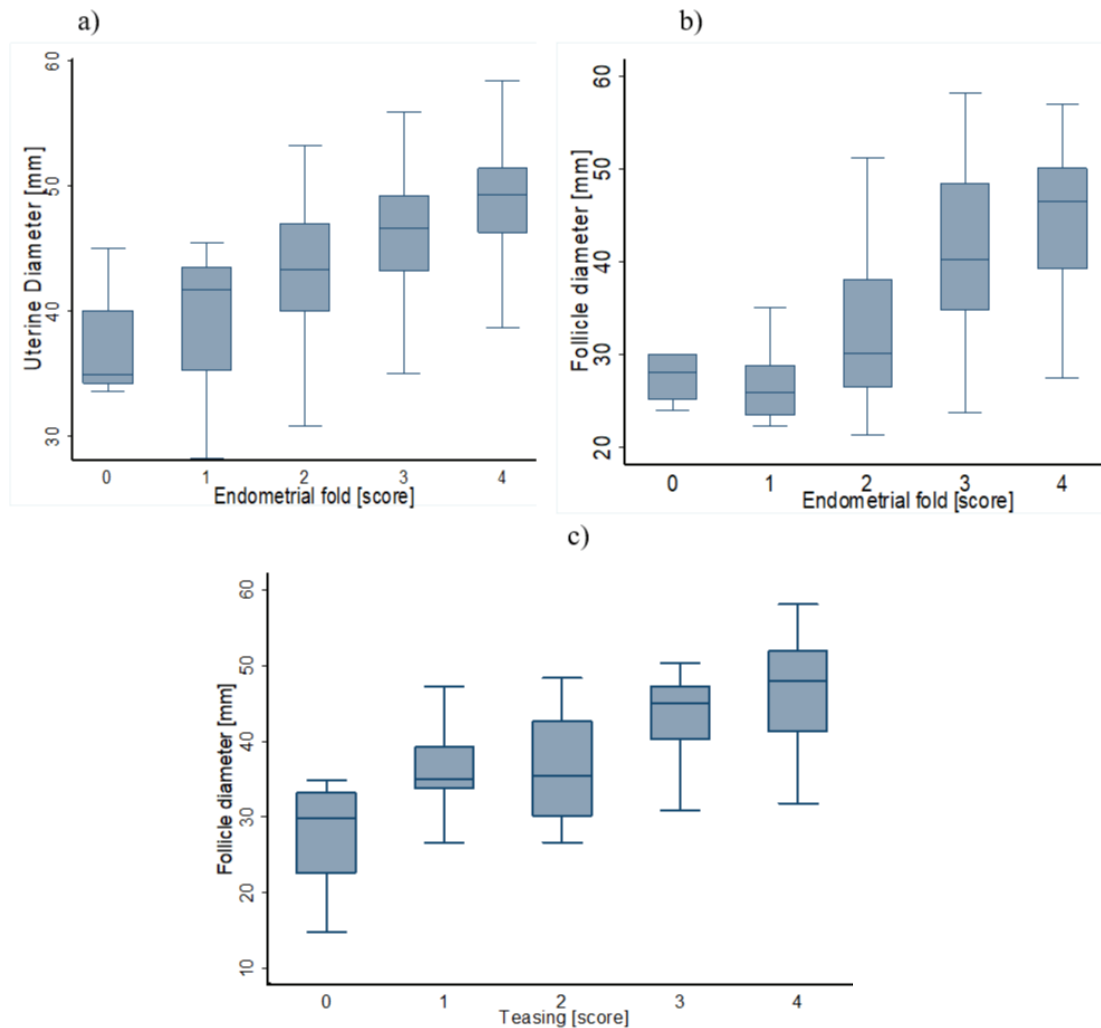 a)
60
50
40
30
Uterine Diameter [mm]
0 1 2 3 4
Endometrial fold [score]
b)
60
50
40
30
20
Follicle diameter [mm]
0 1 2 3 4
Endometrial fold [score]
c)
60
50
40
30
20
10
Follicle diameter [mm]
0 1 2 3 4
Teasing [score]